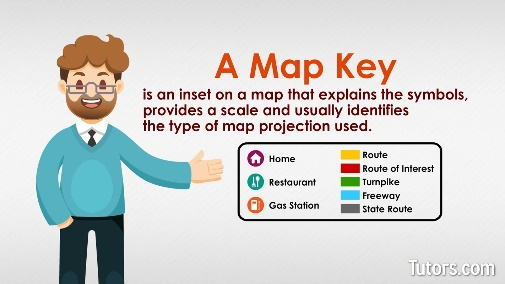 A Map Key
is an inset on a map that explains the symbols,
provides a scale and usually identifies
the type of map projection used.
Home
Restaurant
Gas Station
Route
Route of Interest
Turnpike
Freeway
State Route
Tutors.com